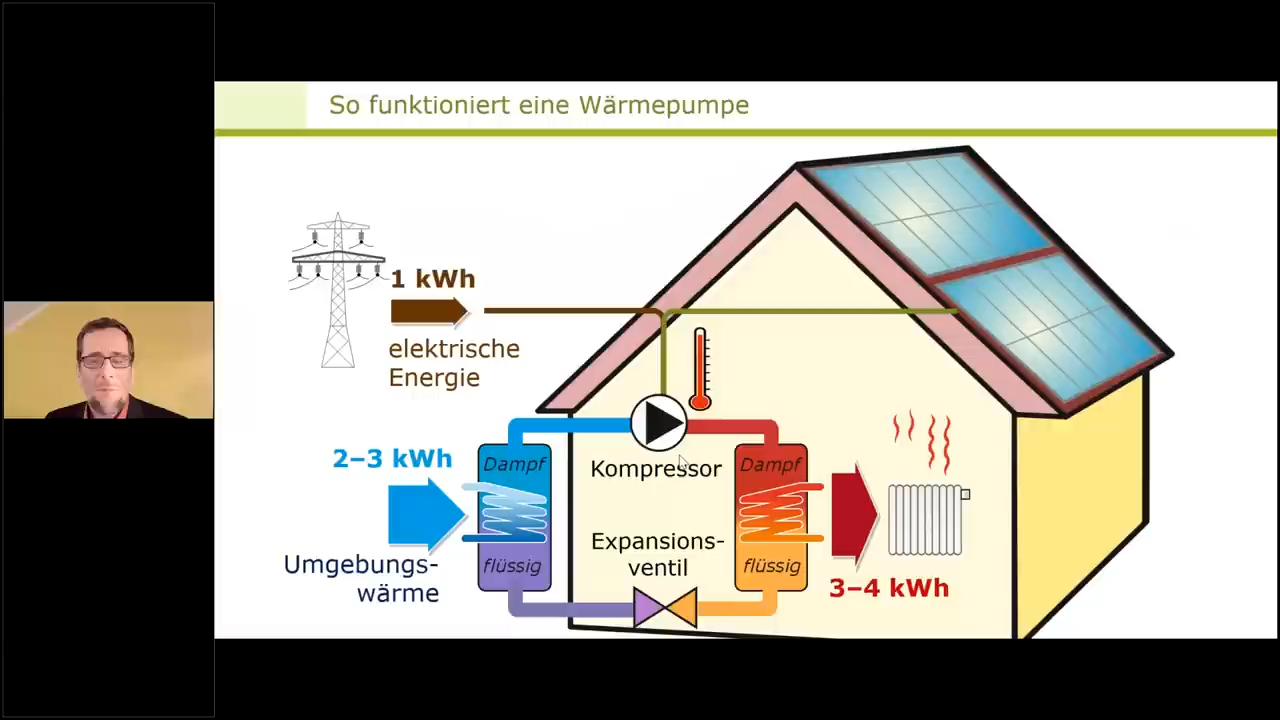 So funktioniert eine Wärmepumpe
1 kWh
elektrische
Energie
2–3 kWh
Umgebungs-
wärme
Dampf
flüssig
Kompressor
Expansions-
ventil
Dampf
flüssig
3–4 kWh